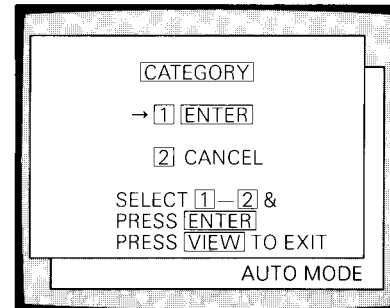 CATEGORY
→ 1 ENTER
2 CANCEL
SELECT 1—2 &
PRESS ENTER
PRESS VIEW TO EXIT
AUTO MODE